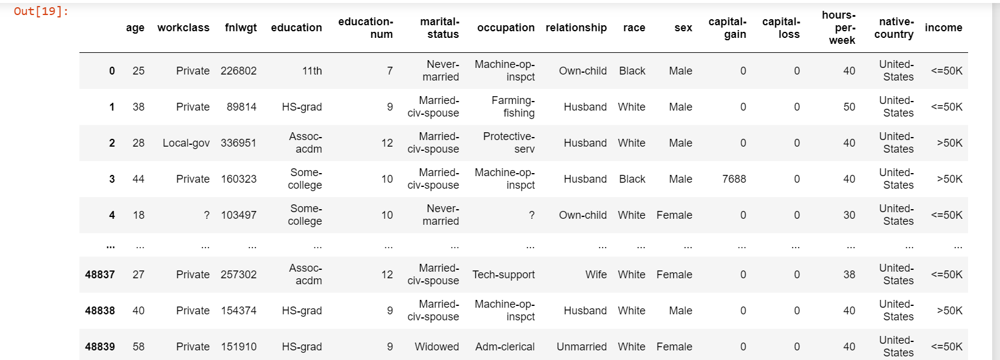 Out[19]:
age workclass fnlwgt education education-num marital-status occupation relationship race sex capital-gain capital-loss hours-per-week native-country income
0 25 Private 226802 11th 7 Never-married Machine-op-inspct Own-child Black Male 0 0 40 United-States <=50K
1 38 Private 89814 HS-grad 9 Married-civ-spouse Farming-fishing Husband White Male 0 0 50 United-States <=50K
2 28 Local-gov 336951 Assoc-acdm 12 Married-civ-spouse Protective-serv Husband White Male 0 0 40 United-States >50K
3 44 Private 160323 Some-college 10 Married-civ-spouse Machine-op-inspct Husband Black Male 7688 0 40 United-States >50K
4 18 ? 103497 Some-college 10 Never-married ? Own-child White Female 0 0 30 United-States <=50K
... ... ... ... ... ... ... ... ... ... ... ... ... ... ... ...
48837 27 Private 257302 Assoc-acdm 12 Married-civ-spouse Tech-support Wife White Female 0 0 38 United-States <=50K
48838 40 Private 154374 HS-grad 9 Married-civ-spouse Machine-op-inspct Husband White Male 0 0 40 United-States >50K
48839 58 Private 151910 HS-grad 9 Widowed Adm-clerical Unmarried White Female 0 0 40 United-States <=50K